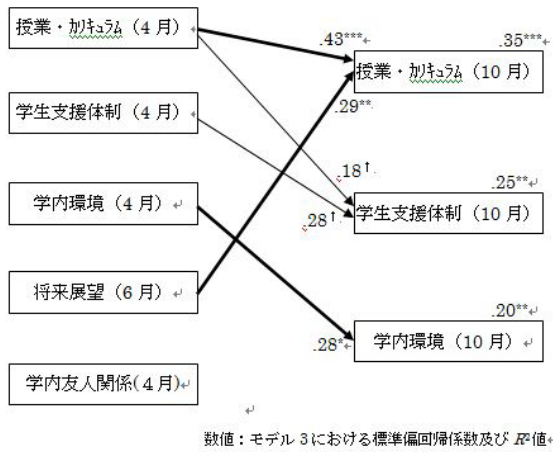 授業・カリキュラム（4月）
学生支援体制（4月）
学内環境（4月）
将来展望（6月）
学内友人関係(4月)
.43***
.35***
授業・カリキュラム（10月）
.29**
.18†
.25**
.28†
学生支援体制（10月）
.20**
.28*
学内環境（10月）
数値：モデル3における標準偏回帰係数及びR²値